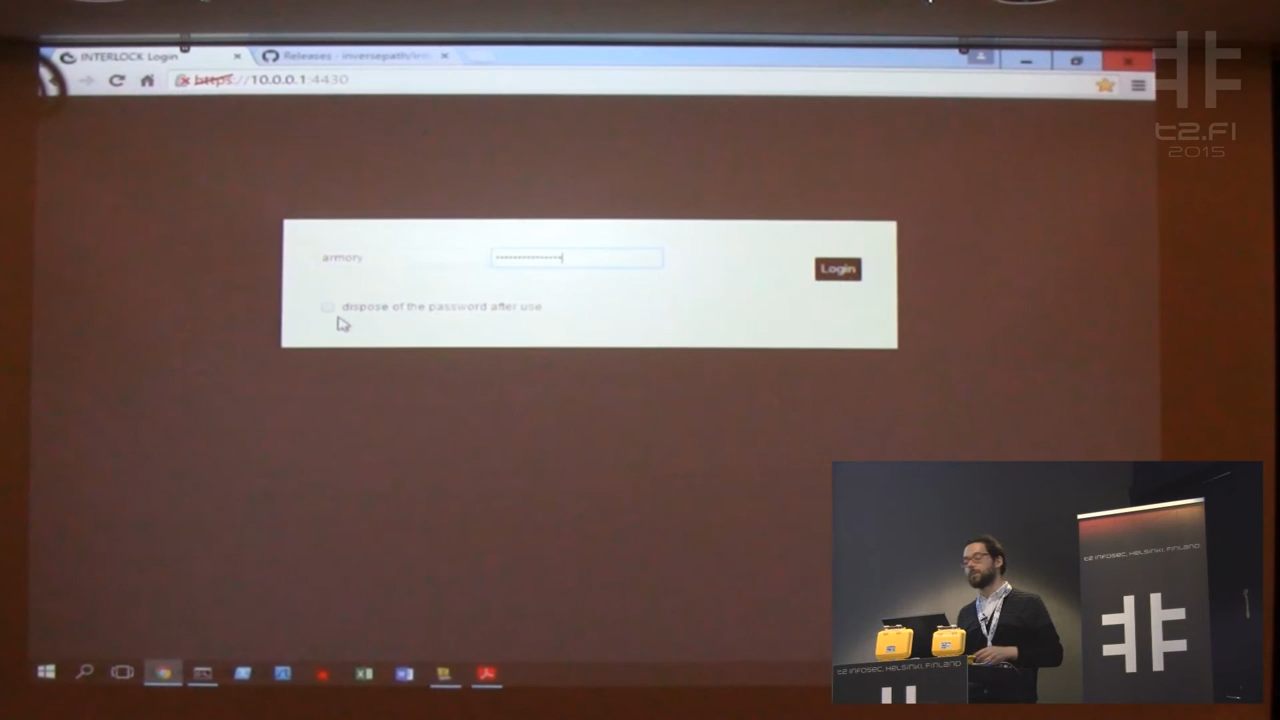 INTERLOCK Login
Releases · inversepath/
https://10.0.0.1:4430
t2.FI
2015
armory
Login
dispose of the password after use
t2 infosec, Helsinki, Finland
t2 infosec, Helsinki, Finland